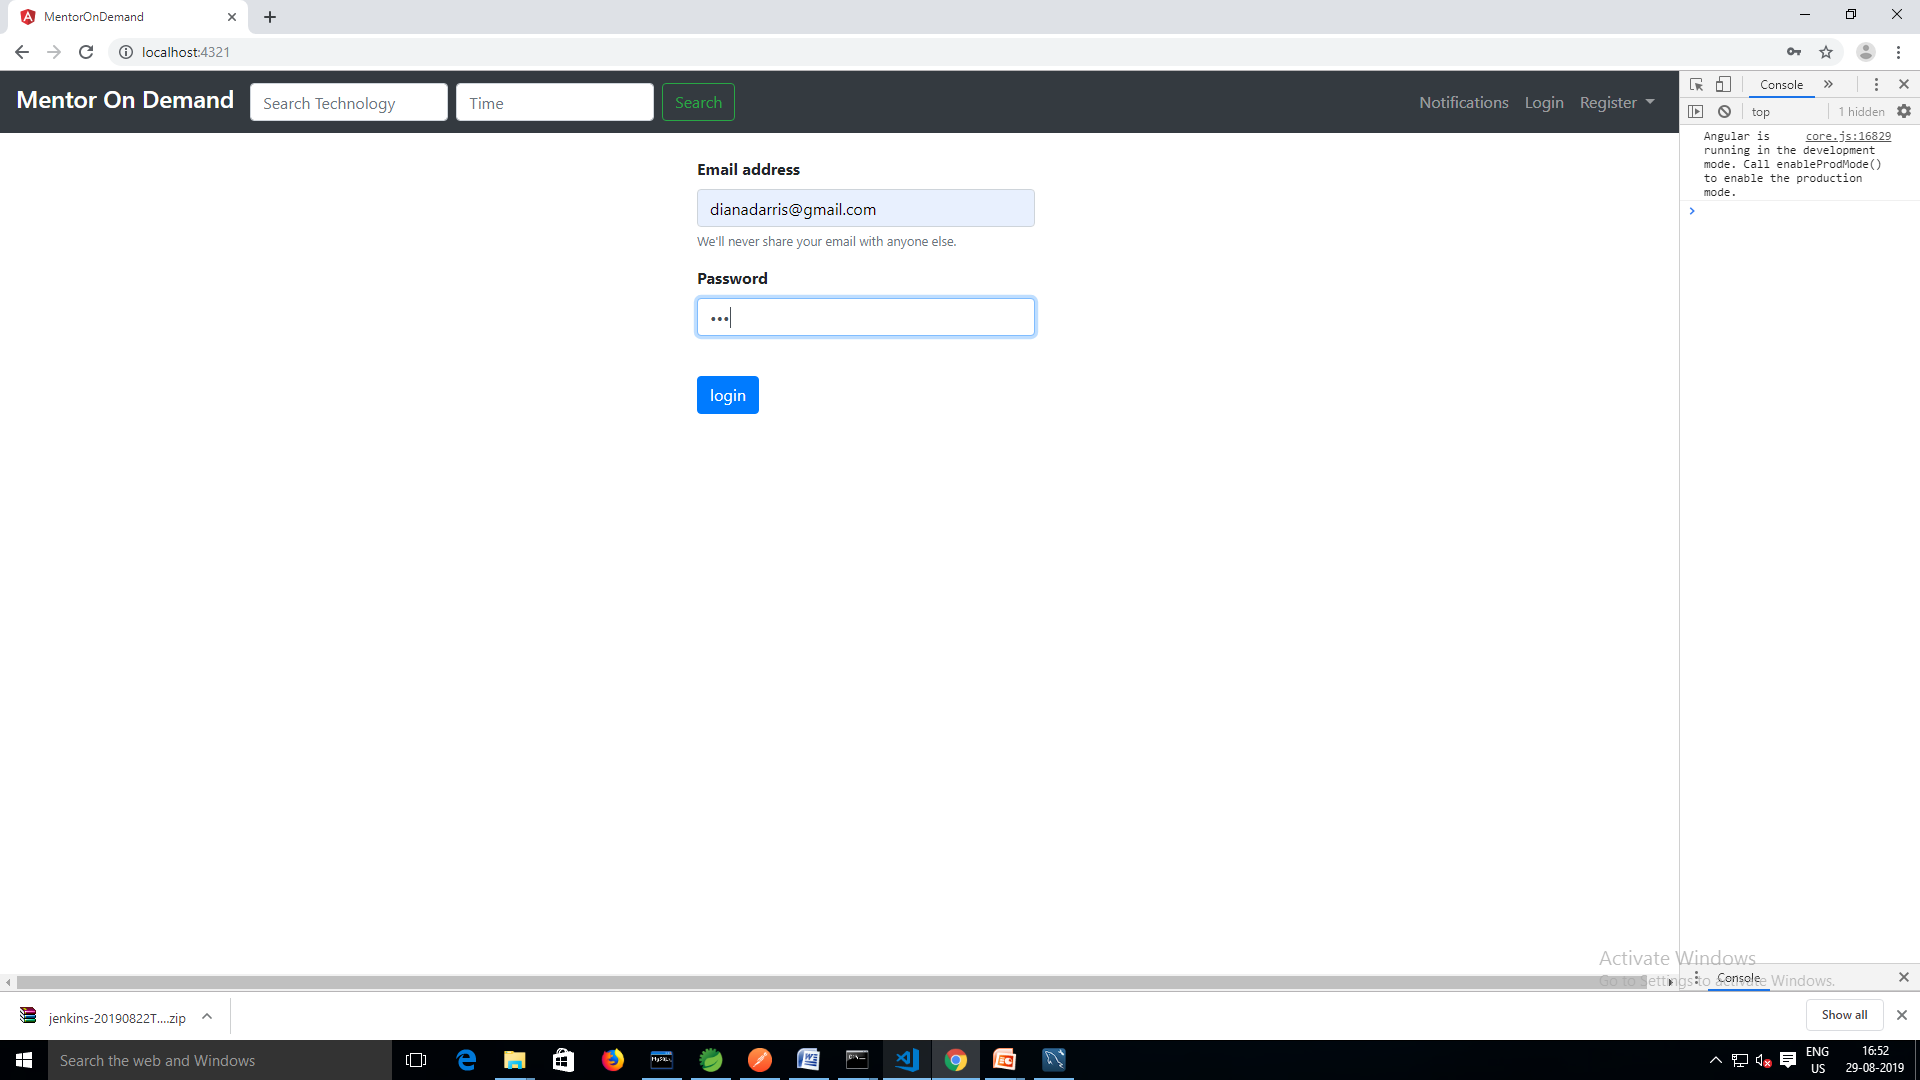 MentorOnDemand
localhost:4321
Mentor On Demand
Search Technology
Time
Search
Notifications
Login
Register
Email address
dianadarris@gmail.com
We'll never share your email with anyone else.
Password
•••
login
Console
top
1 hidden
Angular is core.js:16829
running in the development
mode. Call enableProdMode()
to enable the production
mode.
Activate Windows
Go to Settings to activate Windows.
Console
jenkins-20190822T....zip
Show all
Search the web and Windows
MySQL
ENG
US
16:52
29-08-2019